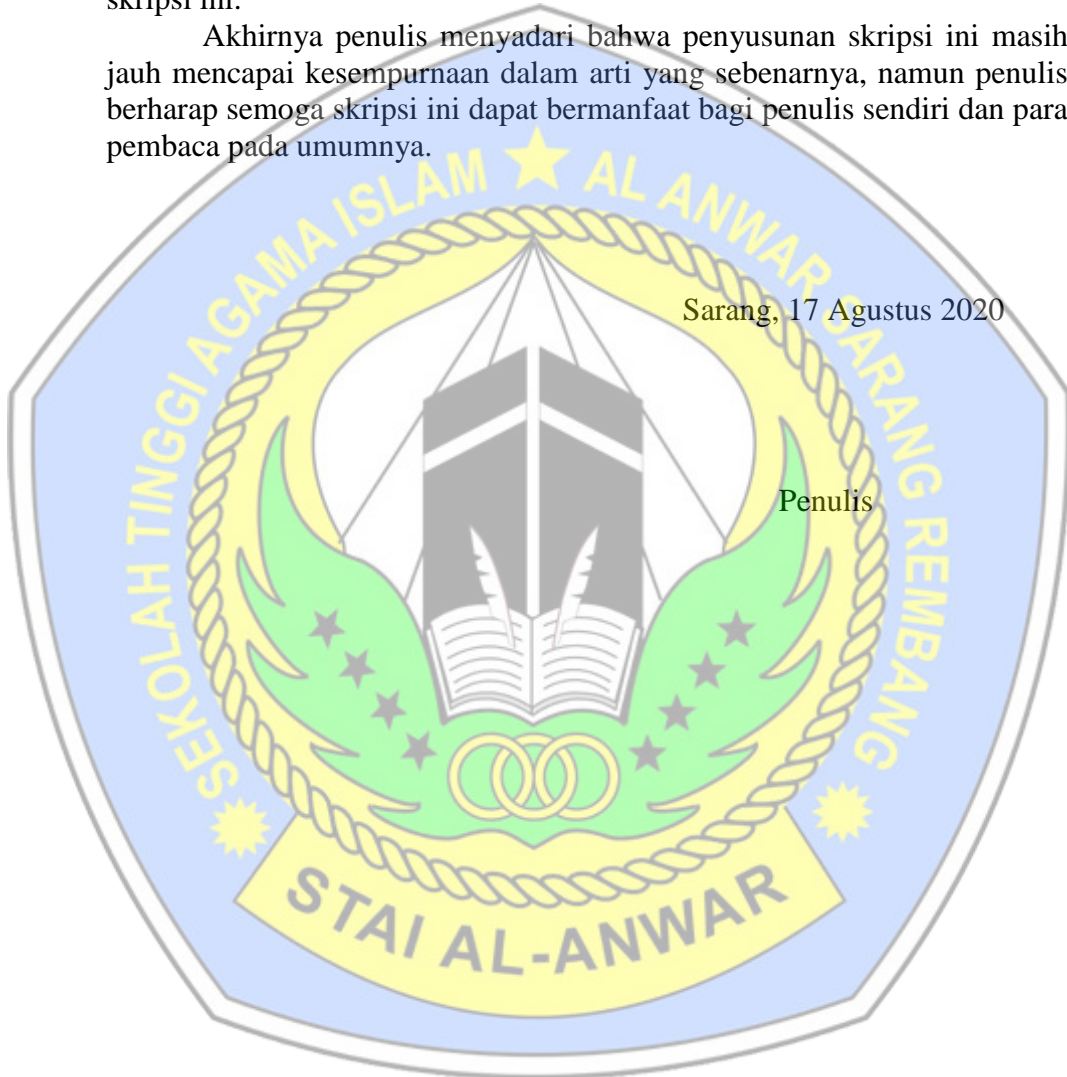 skripsi ini.
Akhirnya penulis menyadari bahwa penyusunan skripsi ini masih
jauh mencapai kesempurnaan dalam arti yang sebenarnya, namun penulis
berharap semoga skripsi ini dapat bermanfaat bagi penulis sendiri dan para
pembaca pada umumnya.
SEKOLAH TINGGI AGAMA ISLAM ★ AL ANWAR SARANG REMBANG
Sarang, 17 Agustus 2020
Penulis
STAI AL-ANWAR